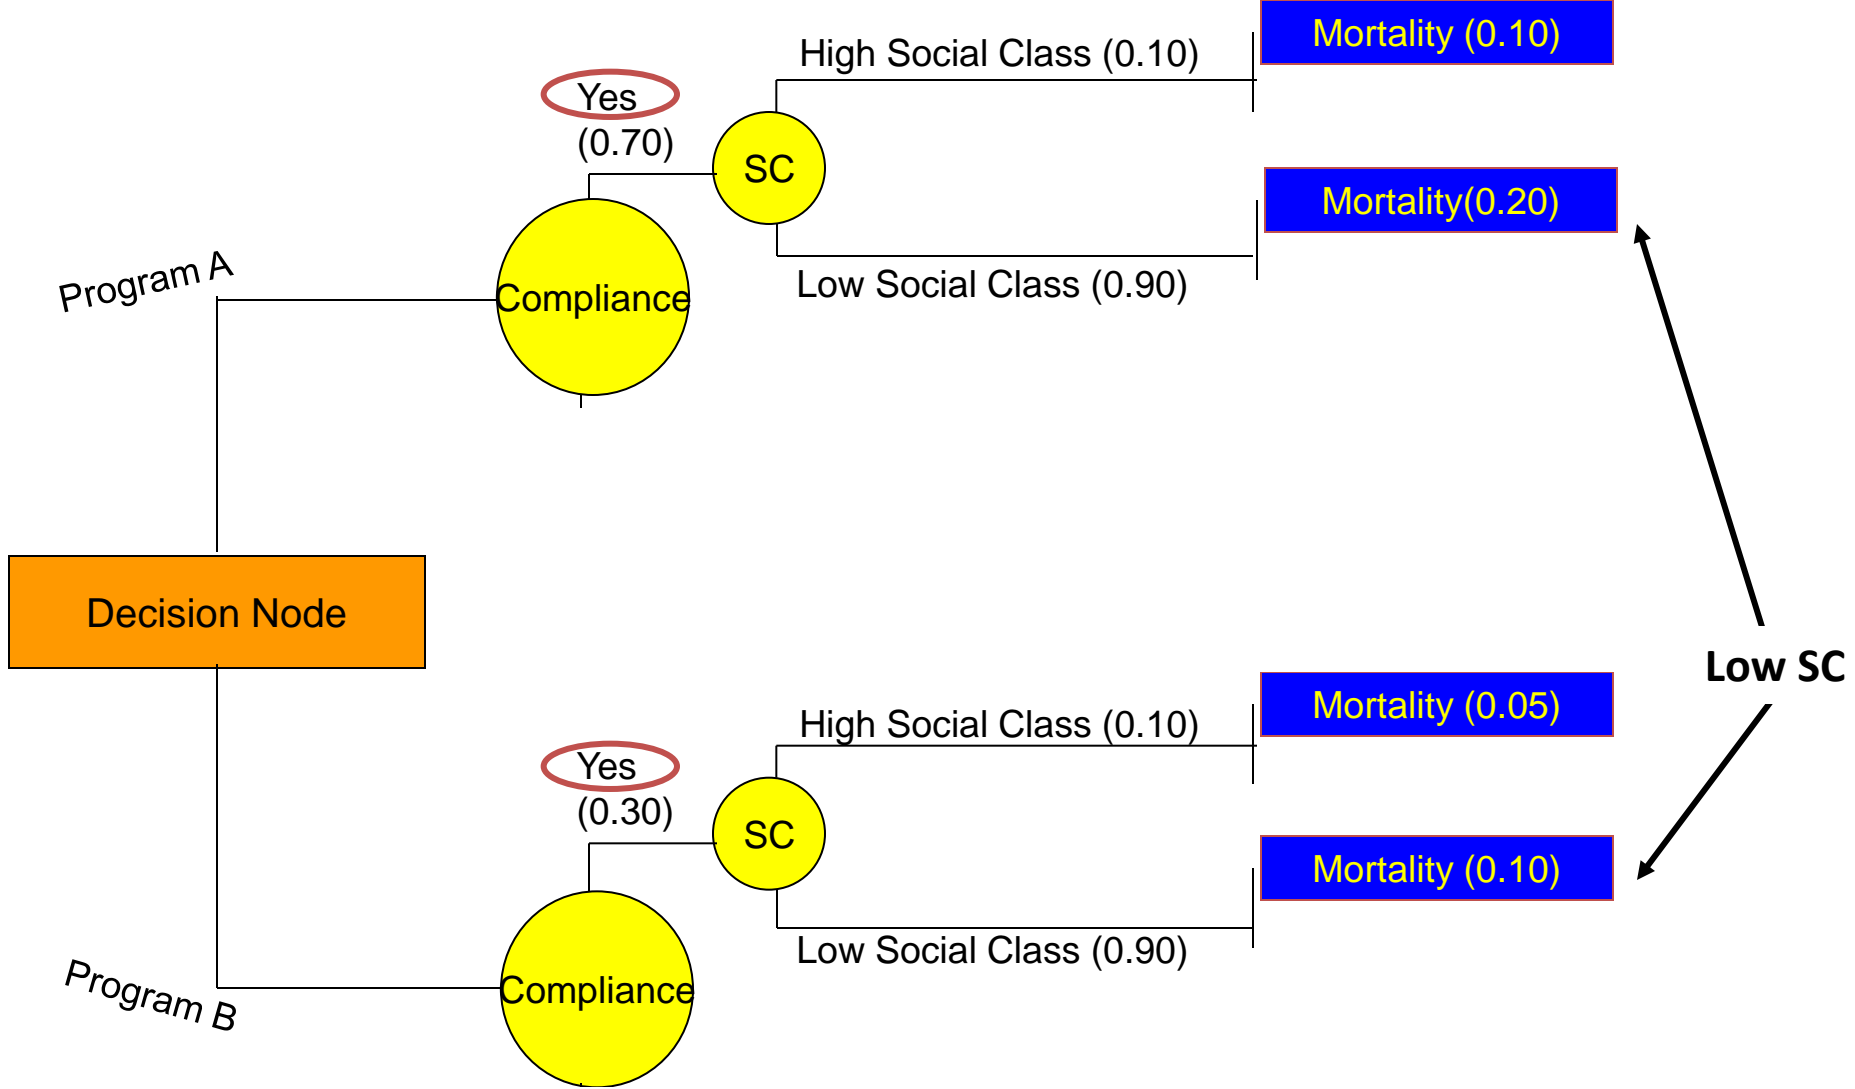 Mortality (0.10)
High Social Class (0.10)
Yes
(0.70)
SC
Mortality(0.20)
Low Social Class (0.90)
Program A
Compliance
Decision Node
Low SC
Mortality (0.05)
High Social Class (0.10)
Yes
(0.30)
SC
Mortality (0.10)
Low Social Class (0.90)
Program B
Compliance